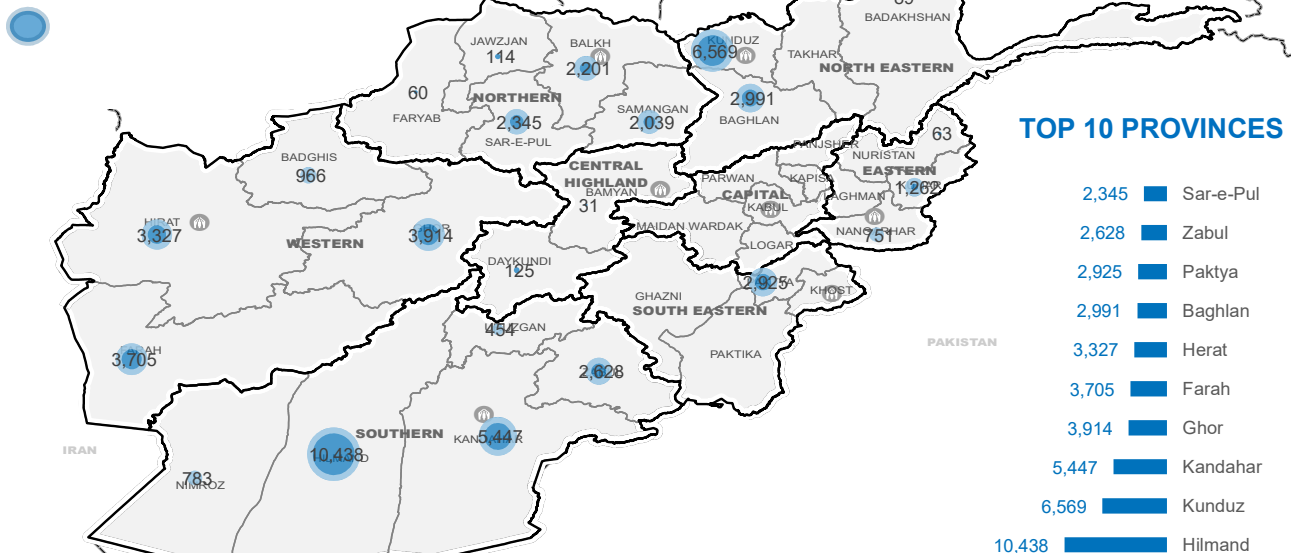 BADAKHSHAN
JAWZJAN
114
BALKH
2,201
6,569
TAKHAR
NORTH EASTERN
60
FARYAB
NORTHERN
2,345
SAR-E-PUL
SAMANGAN
2,039
2,991
BAGHLAN
63
TOP 10 PROVINCES
PANJSHER
NURISTAN
EASTERN
BADGHIS
966
CENTRAL
HIGHLAND
BAMYAN
31
PARWAN
KAPISA
CAPITAL
KABUL
LAGHMAN
1,262
2,345 Sar-e-Pul
HIRAT
3,327
WESTERN
3,914
MAIDAN WARDAK
LOGAR
NANGARHAR
751
2,628 Zabul
DAYKUNDI
125
2,925
KHOST
2,925 Paktya
GHAZNI
SOUTH EASTERN
2,991 Baghlan
454
PAKTIKA
PAKISTAN
3,327 Herat
3,705
2,628
3,705 Farah
3,914 Ghor
SOUTHERN
5,447
IRAN
10,438
5,447 Kandahar
783
NIMROZ
6,569 Kunduz
10,438 Hilmand